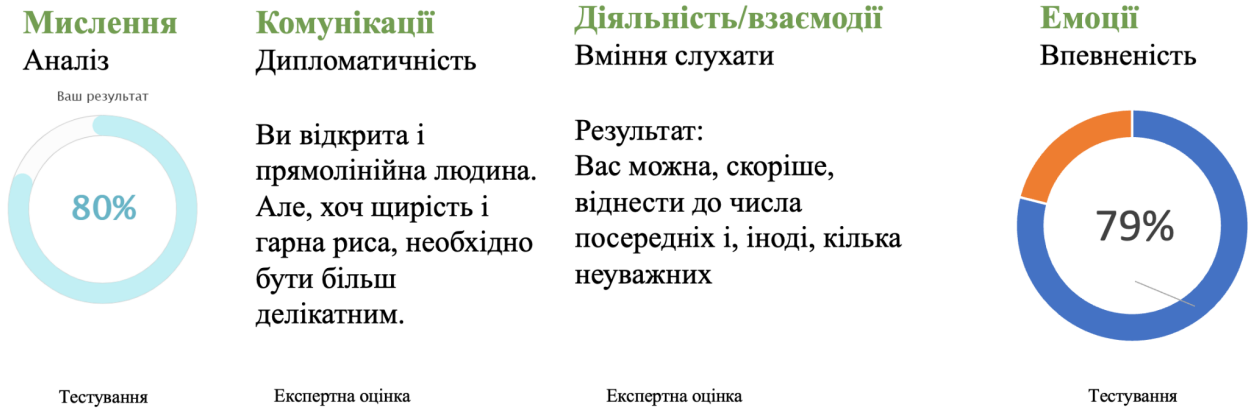 Мислення
Аналіз
Ваш результат
80%
Тестування
Комунікації
Дипломатичність
Ви відкрита і
прямолінійна людина.
Але, хоч щирість і
гарна риса, необхідно
бути більш
делікатним.
Експертна оцінка
Діяльність/взаємодії
Вміння слухати
Результат:
Вас можна, скоріше,
віднести до числа
посередніх і, іноді, кілька
неуважних
Експертна оцінка
Емоції
Впевненість
79%
Тестування